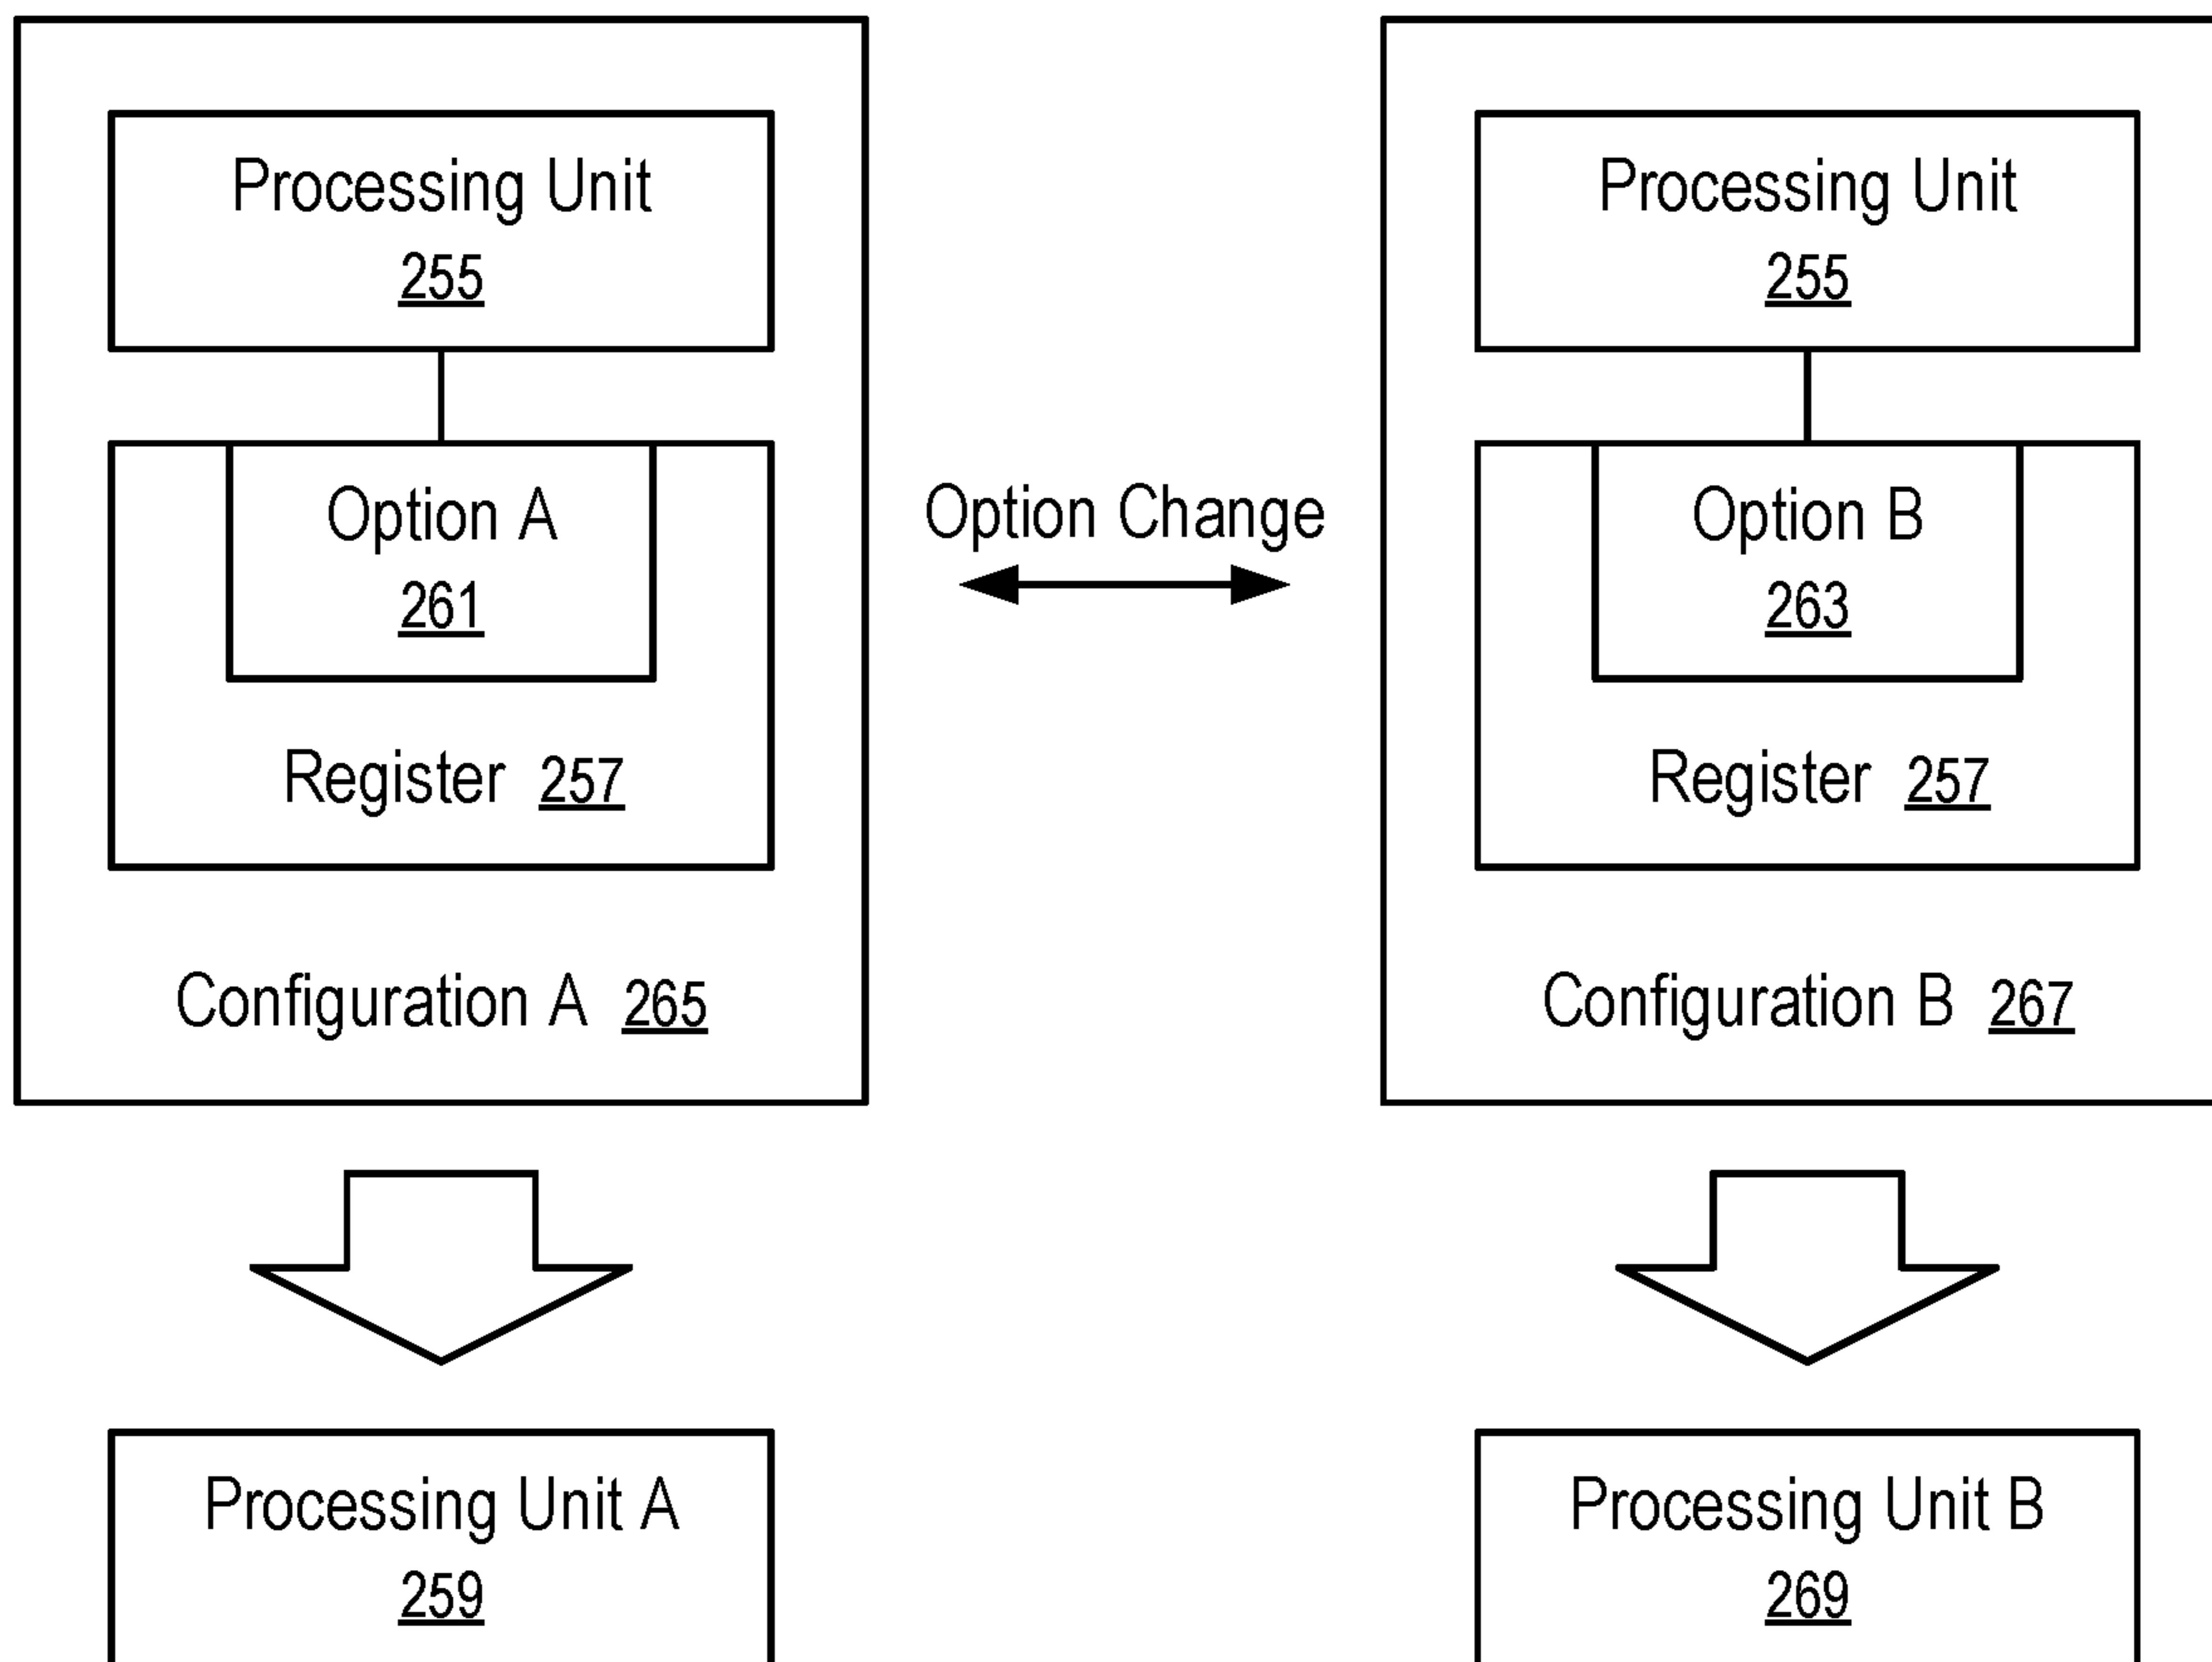 Processing Unit
255
Option A
261
Register 257
Configuration A 265
Option Change
Processing Unit
255
Option B
263
Register 257
Configuration B 267
Processing Unit A
259
Processing Unit B
269